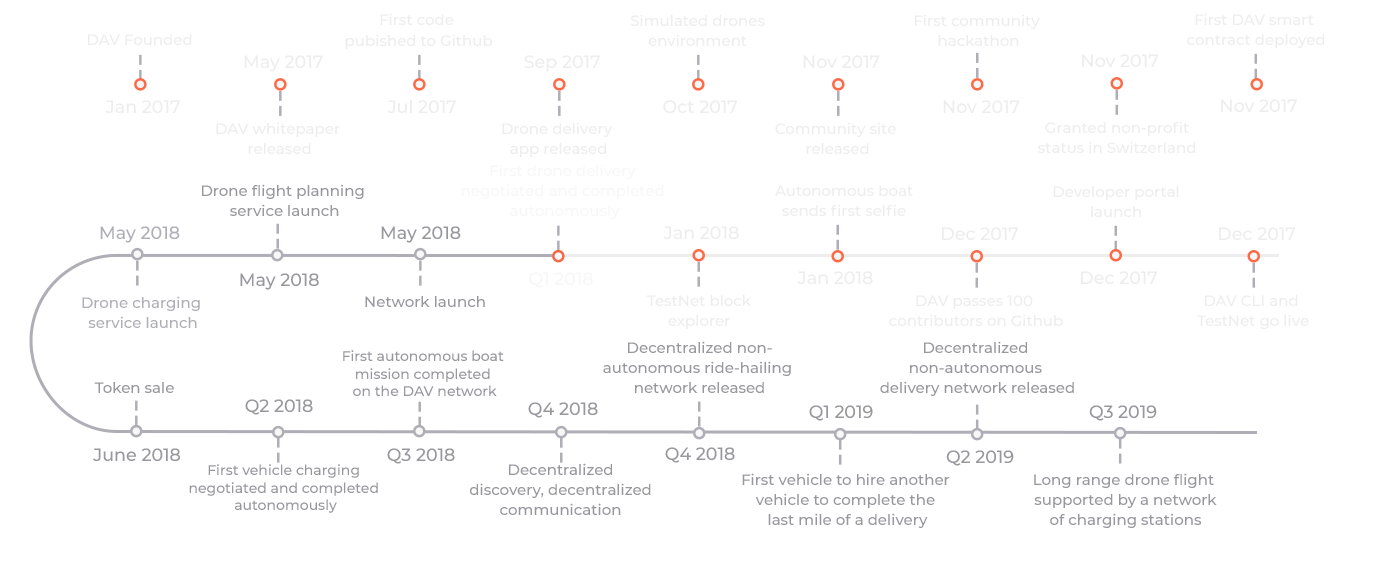 DAV Founded
Jan 2017
May 2017
DAV whitepaper
released
First code
pubished to Github
Jul 2017
Sep 2017
Drone delivery
app released
Simulated drones
environment
Oct 2017
Nov 2017
Community site
released
First community
hackathon
Nov 2017
Nov 2017
Granted non-profit
status in Switzerland
First DAV smart
contract deployed
Nov 2017
Dec 2017
DAV CLI and
TestNet go live
Developer portal
launch
Dec 2017
Dec 2017
DAV passes 100
contributors on Github
Autonomous boat
sends first selfie
Jan 2018
Jan 2018
TestNet block
explorer
First drone delivery
negotiated and completed
autonomously
Q1 2018
May 2018
Network launch
Drone flight planning
service launch
May 2018
May 2018
Drone charging
service launch
Token sale
June 2018
Q2 2018
First vehicle charging
negotiated and completed
autonomously
First autonomous boat
mission completed
on the DAV network
Q3 2018
Q4 2018
Decentralized
discovery, decentralized
communication
Decentralized non-
autonomous ride-hailing
network released
Q4 2018
Q1 2019
First vehicle to hire another
vehicle to complete the
last mile of a delivery
Decentralized
non-autonomous
delivery network released
Q2 2019
Q3 2019
Long range drone flight
supported by a network
of charging stations